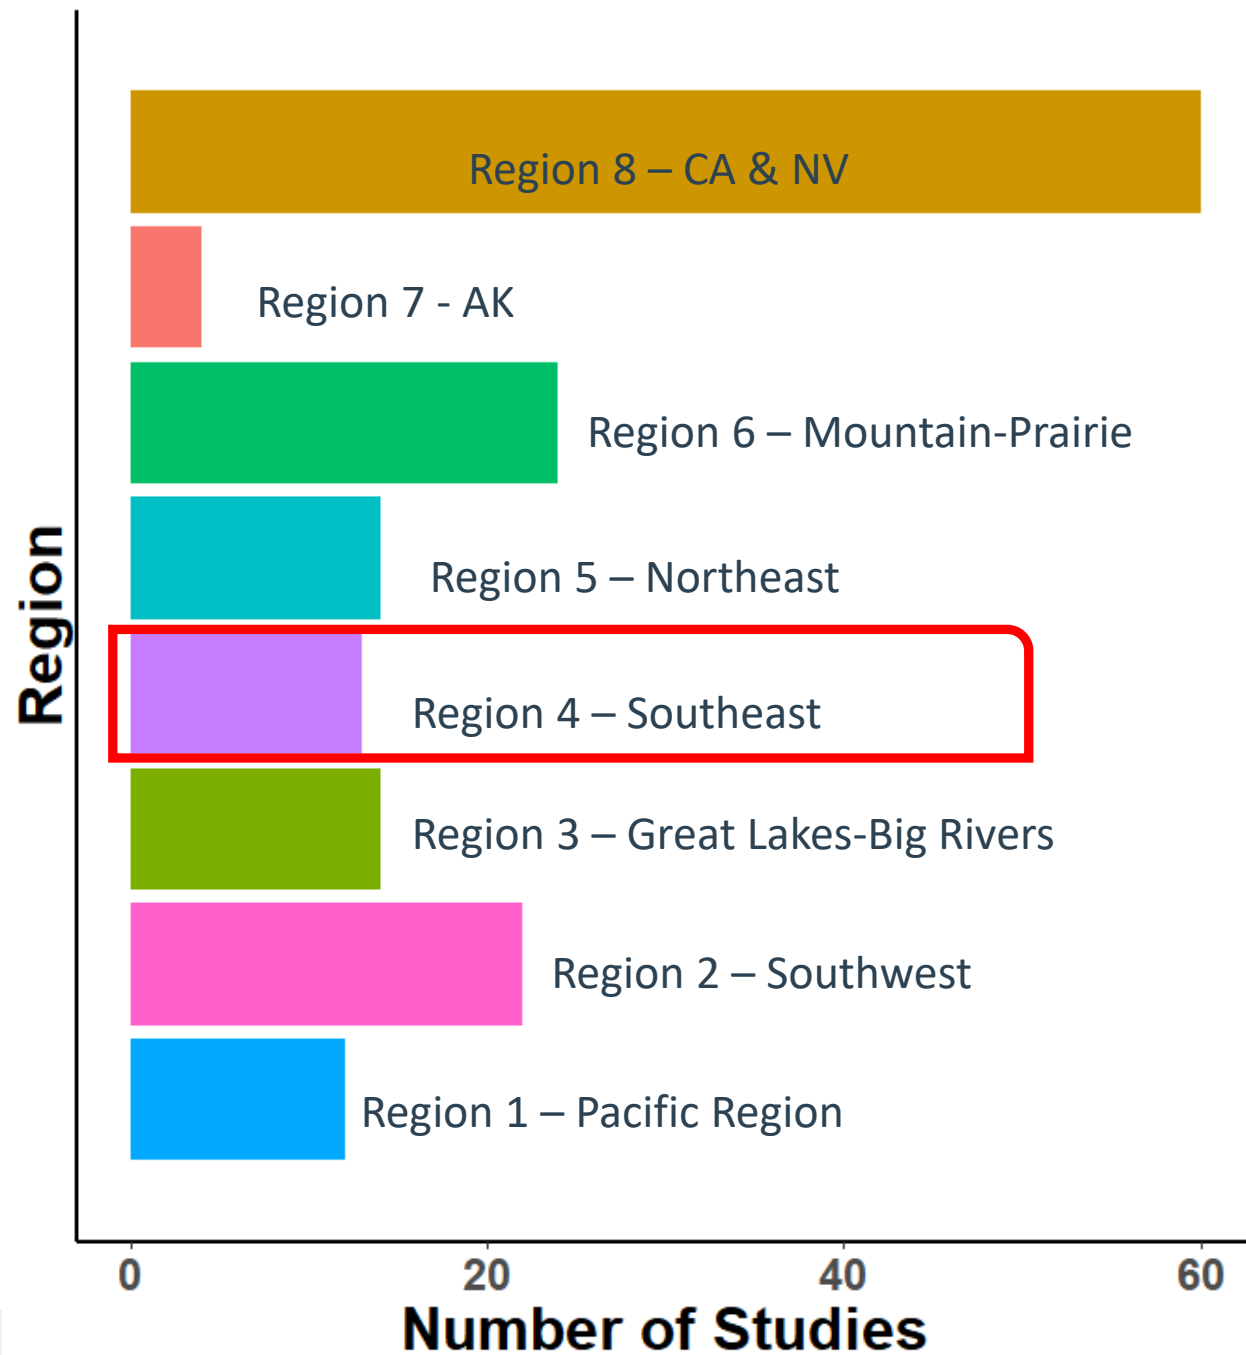 Region 8 – CA & NV
Region 7 - AK
Region 6 – Mountain-Prairie
Region 5 – Northeast
Region 4 – Southeast
Region 3 – Great Lakes-Big Rivers
Region 2 – Southwest
Region 1 – Pacific Region
Region
0 20 40 60
Number of Studies